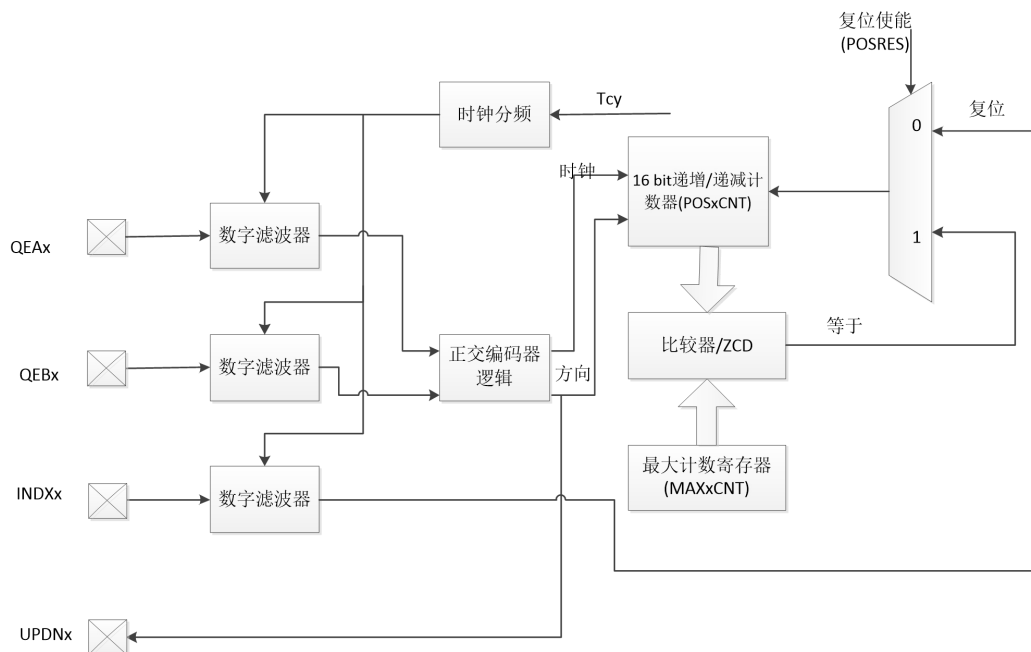 复位使能
(POSRES)
时钟分频
Tcy
0
复位
时钟
16 bit递增/递减计
数器(POSxCNT)
QEAx
数字滤波器
1
比较器/ZCD
等于
QEBx
数字滤波器
正交编码器
逻辑
方向
最大计数寄存器
(MAXxCNT)
INDXx
数字滤波器
UPDNx